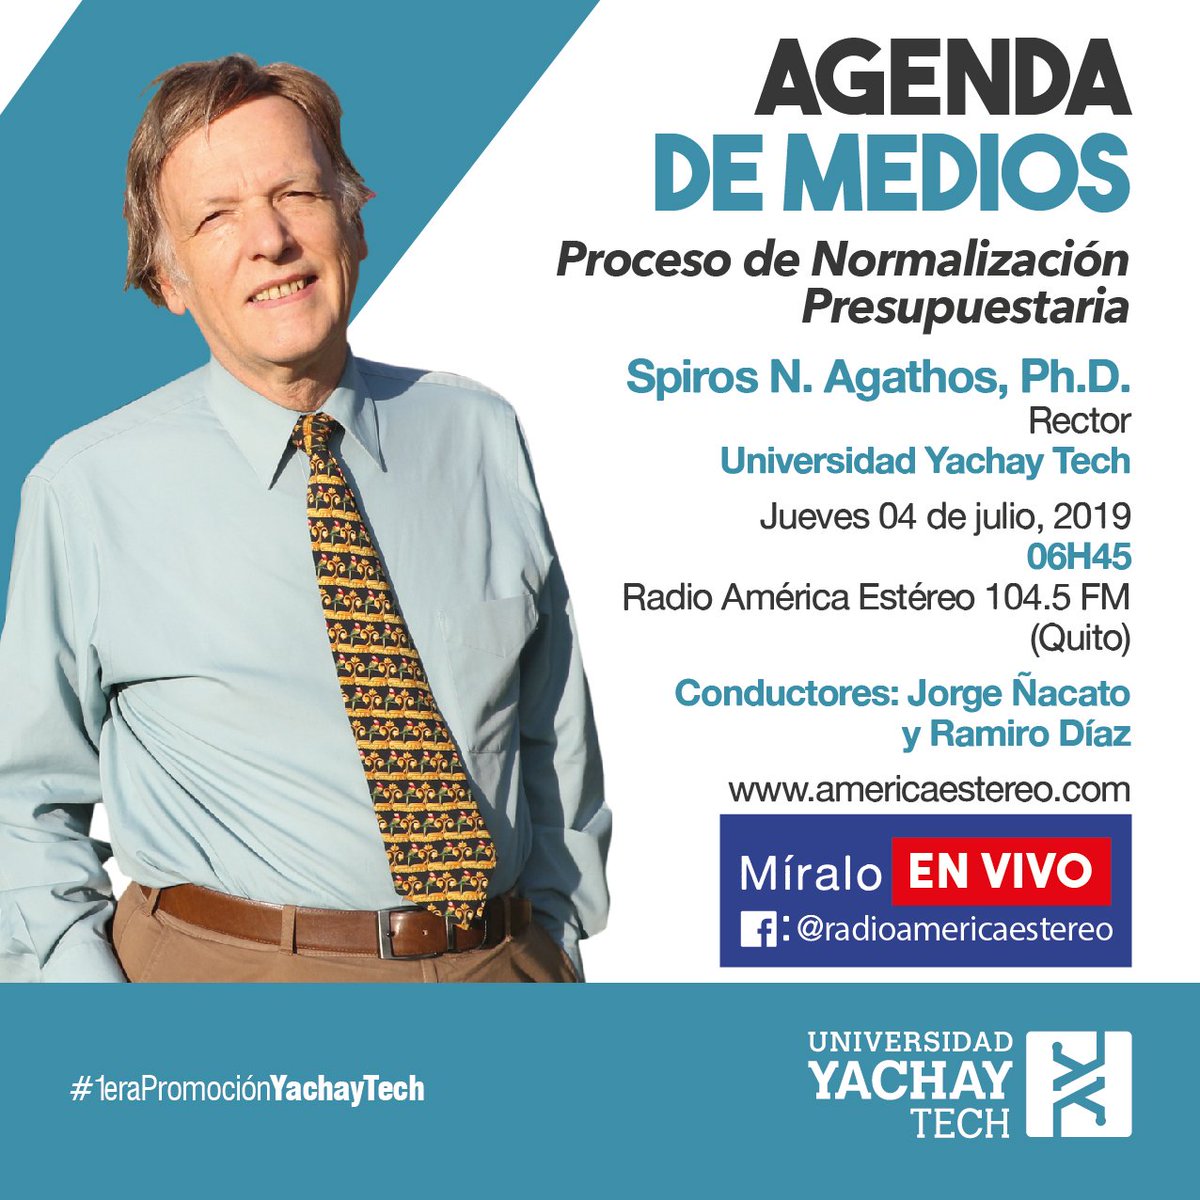 AGENDA
DE MEDIOS
Proceso de Normalización
Presupuestaria
Spiros N. Agathos, Ph.D.
Rector
Universidad Yachay Tech
Jueves 04 de julio, 2019
06H45
Radio América Estéreo 104.5 FM
(Quito)
Conductores: Jorge Ñacato
y Ramiro Díaz
www.americaestereo.com
Míralo EN VIVO
f: @radioamericaestereo
#1eraPromociónYachayTech
UNIVERSIDAD
YACHAY
TECH